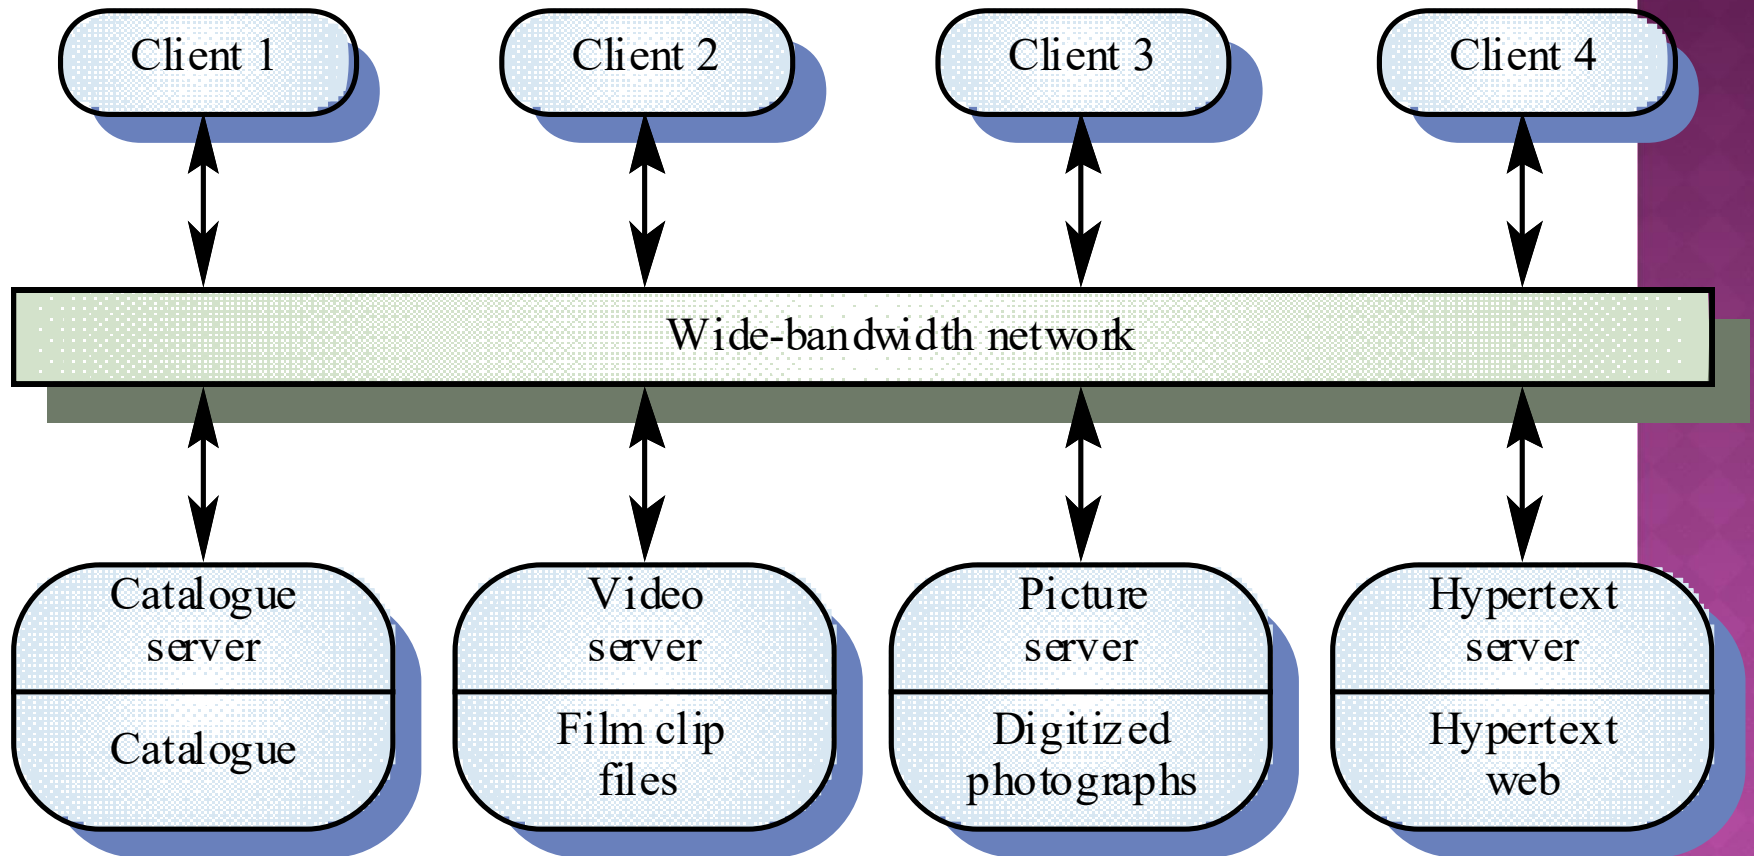 Client 1
Client 2
Client 3
Client 4
Wide-bandwidth network
Catalogue
server
Catalogue
Video
server
Film clip
files
Picture
server
Digitized
photographs
Hypertext
server
Hypertext
web